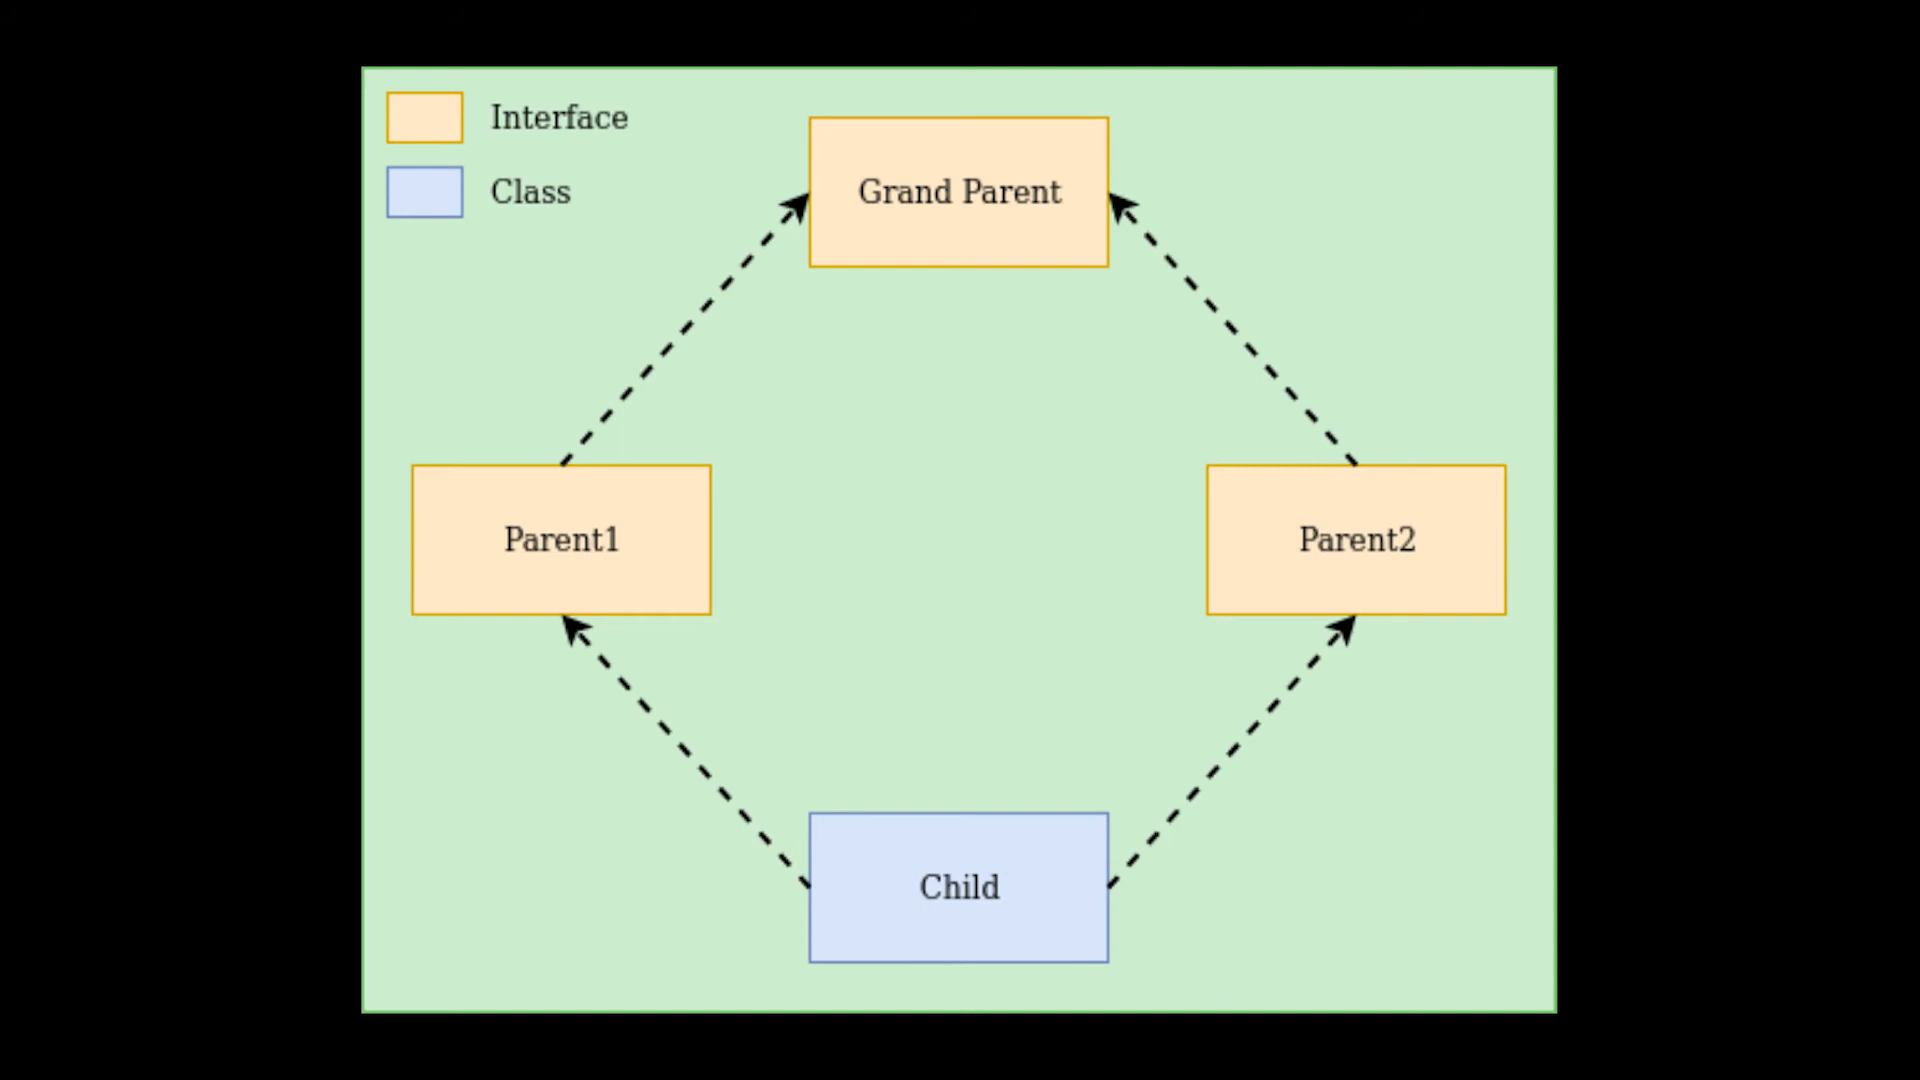 Interface
Class
Grand Parent
Parent1
Parent2
Child